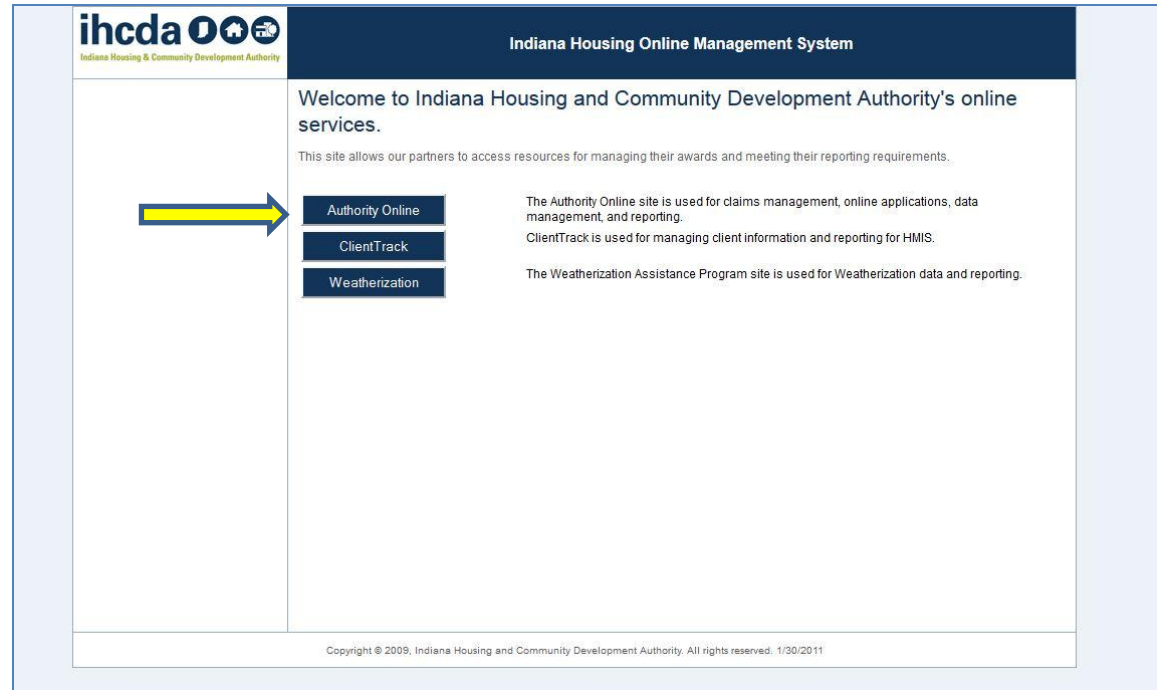 ihcda
Indiana Housing & Community Development Authority
Indiana Housing Online Management System
Welcome to Indiana Housing and Community Development Authority's online
services.
This site allows our partners to access resources for managing their awards and meeting their reporting requirements.
Authority Online
The Authority Online site is used for claims management, online applications, data
management, and reporting.
ClientTrack
ClientTrack is used for managing client information and reporting for HMIS.
Weatherization
The Weatherization Assistance Program site is used for Weatherization data and reporting.
Copyright © 2009, Indiana Housing and Community Development Authority. All rights reserved. 1/30/2011